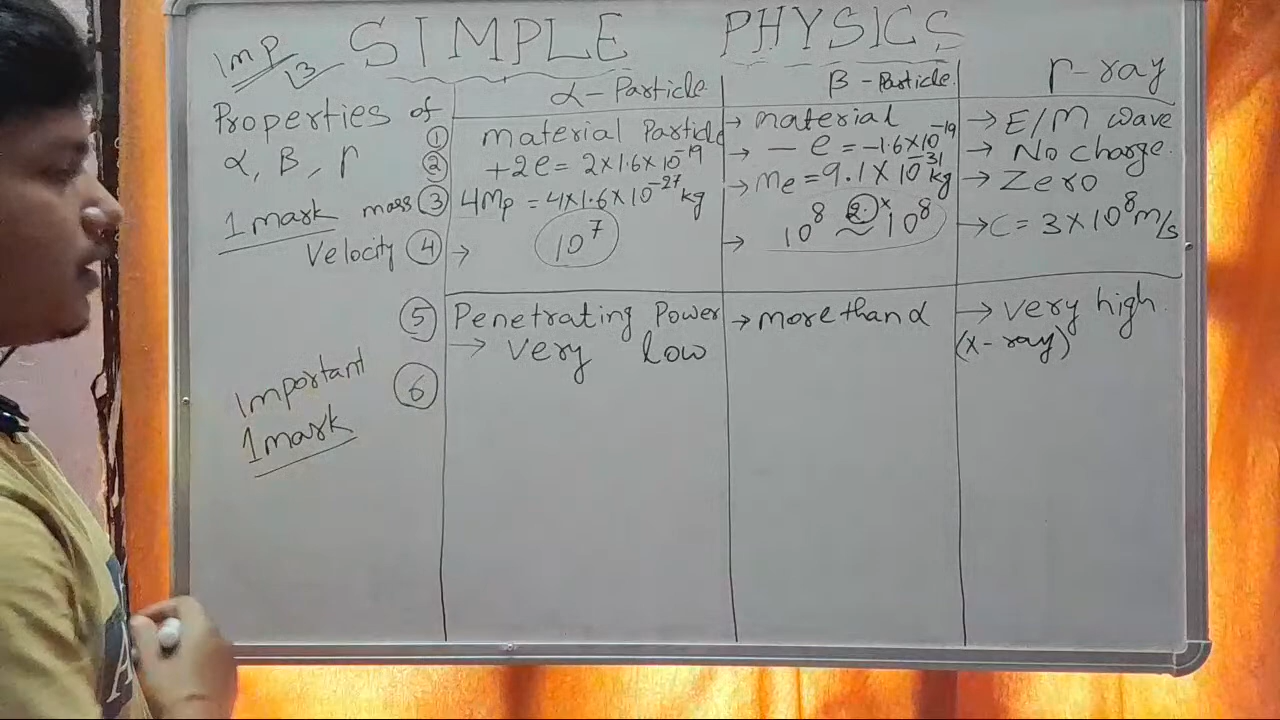 SIMPLE PHYSICS
Imp
L3
Properties of
α, β, r
1 mark
α-Particle
β-Particle
r-ray
① material Particle → material → E/M wave
② +2e = 2×1.6×10⁻¹⁹ → -e = -1.6×10⁻¹⁹ → No charge.
mass ③ 4Mp = 4×1.6×10⁻²⁷ kg → me = 9.1×10⁻³¹ kg → Zero
Velocity ④ → 10⁷ → 10⁸ 2 × 10⁸ → C = 3×10⁸ m/s
⑤ Penetrating Power → more than α → very high.
→ very low (x-ray)
⑥
Important
1 mark